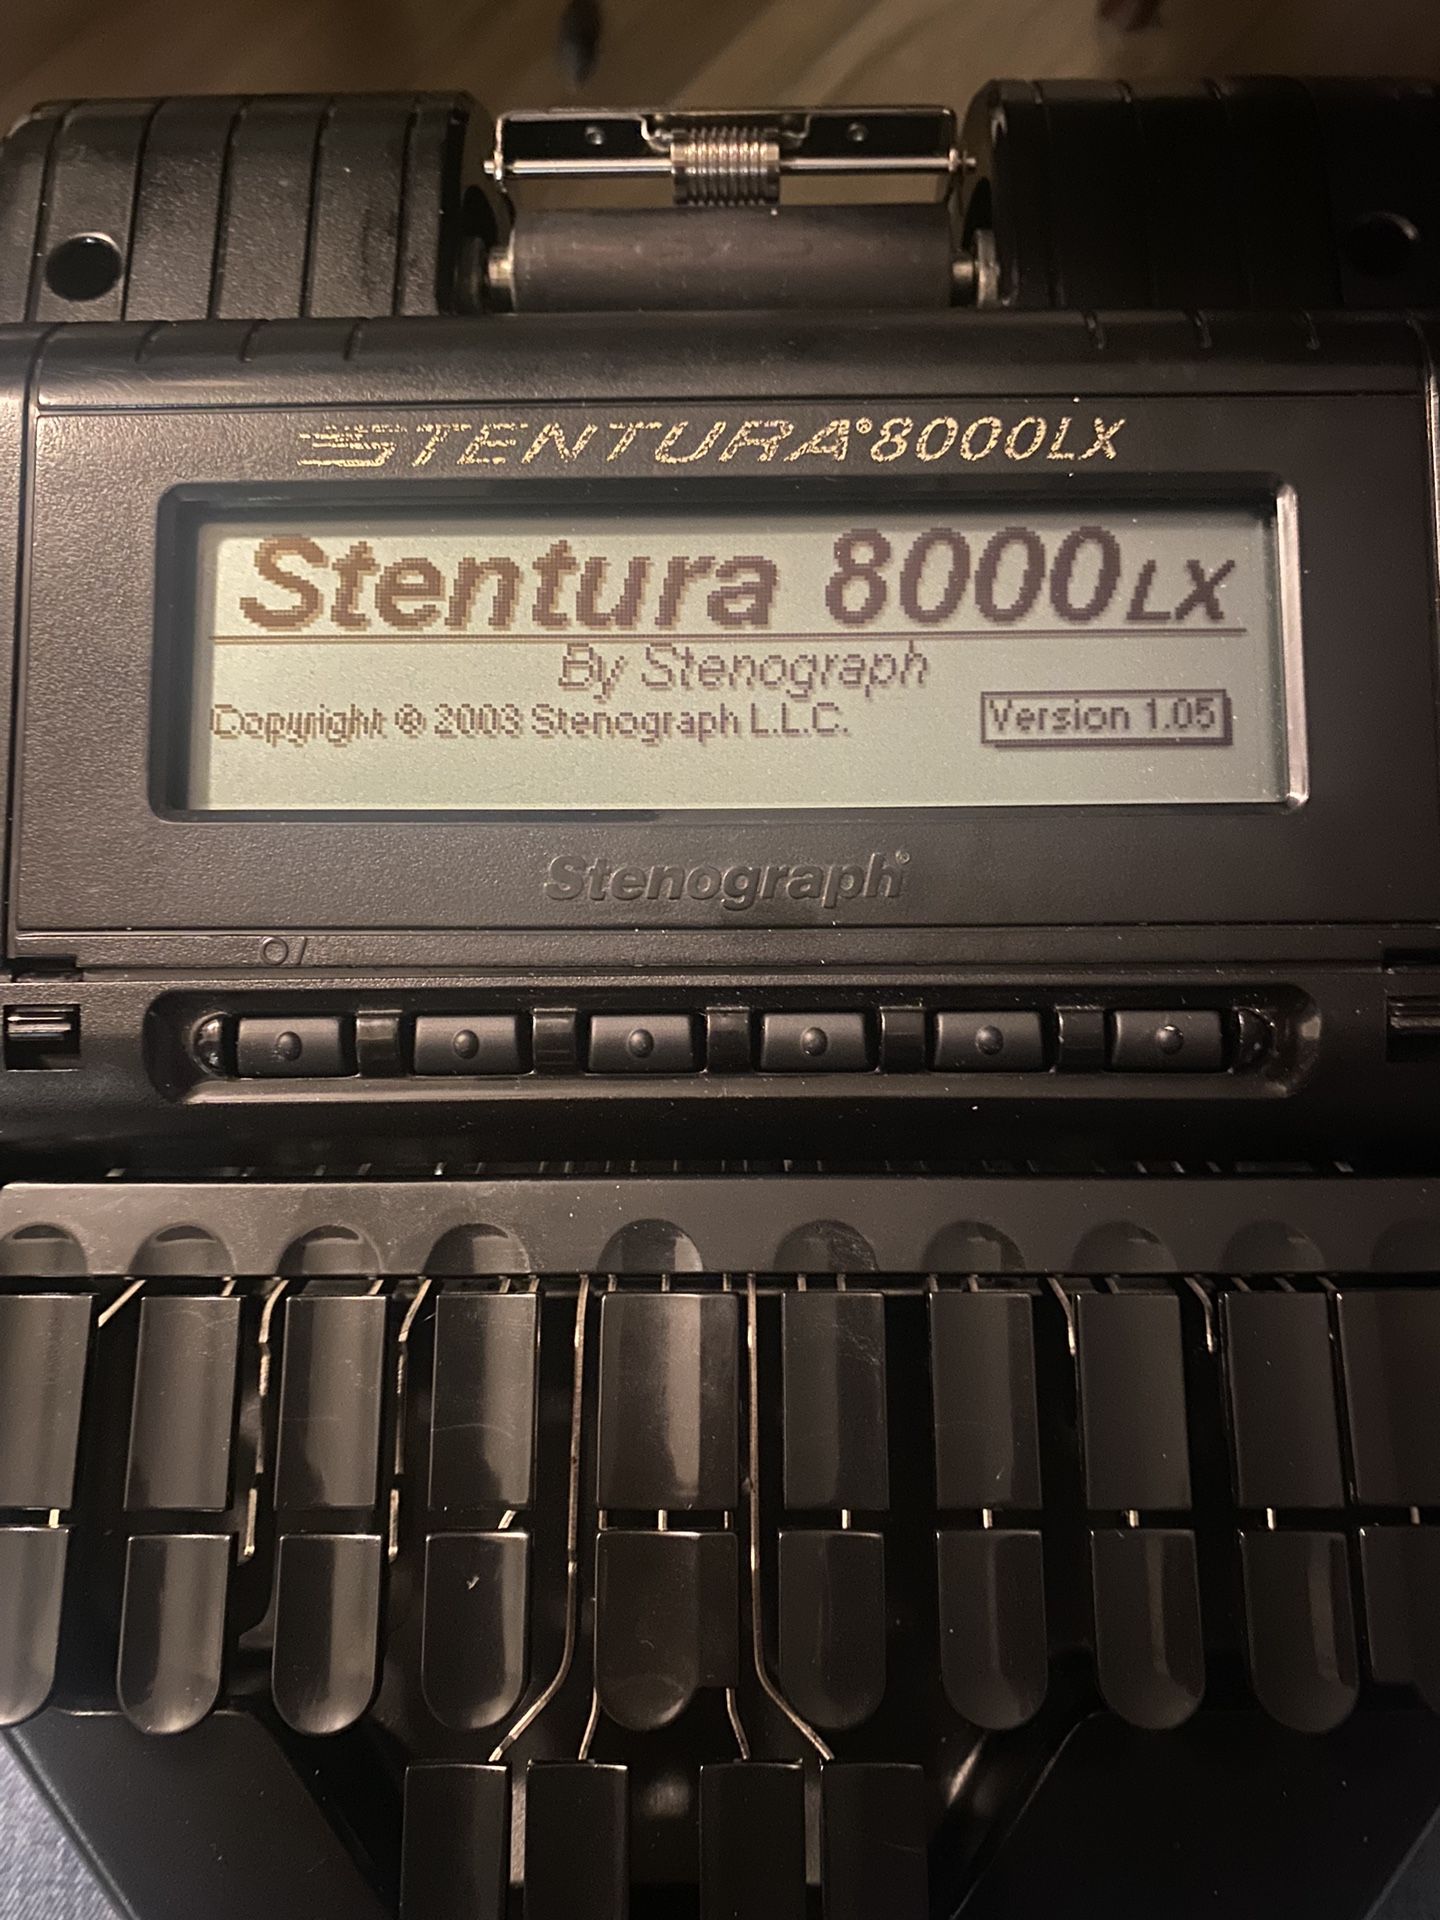 STENTURA® 8000LX
Stentura 8000LX
By Stenograph
Copyright © 2003 Stenograph L.L.C.
Version 1.05
Stenograph®
O/